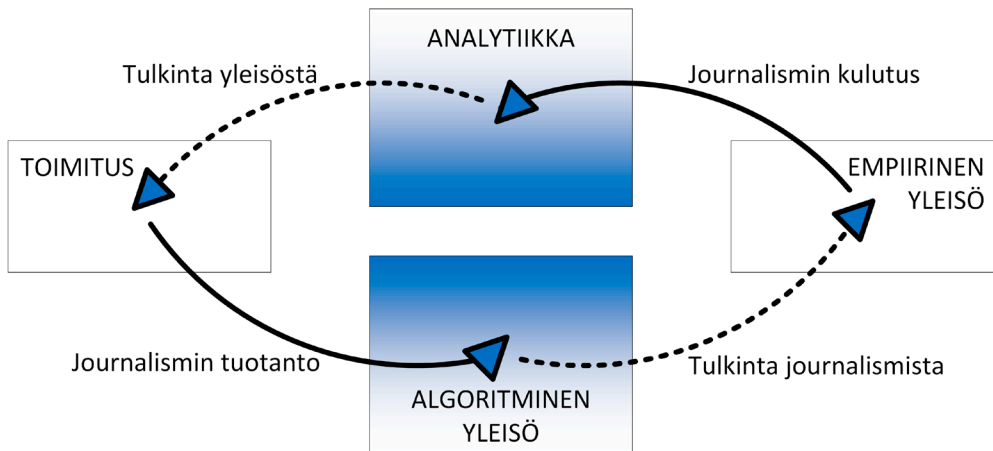 ANALYTIIKKA
Tulkinta yleisöstä
Journalismin kulutus
TOIMITUS
EMPIIRINEN
YLEISÖ
Journalismin tuotanto
Tulkinta journalismista
ALGORITMINEN
YLEISÖ